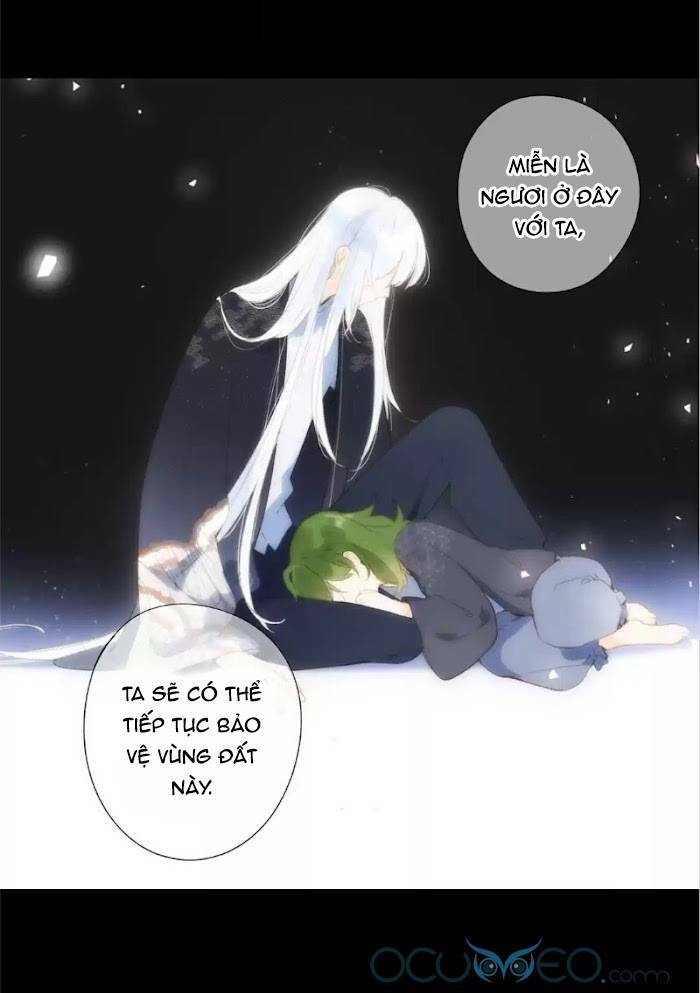 MIỄN LÀ
NGƯƠI Ở ĐÂY
VỚI TA,
TA SẼ CÓ THỂ
TIẾP TỤC BẢO
VỆ VÙNG ĐẤT
NÀY.
OCUMEO.com